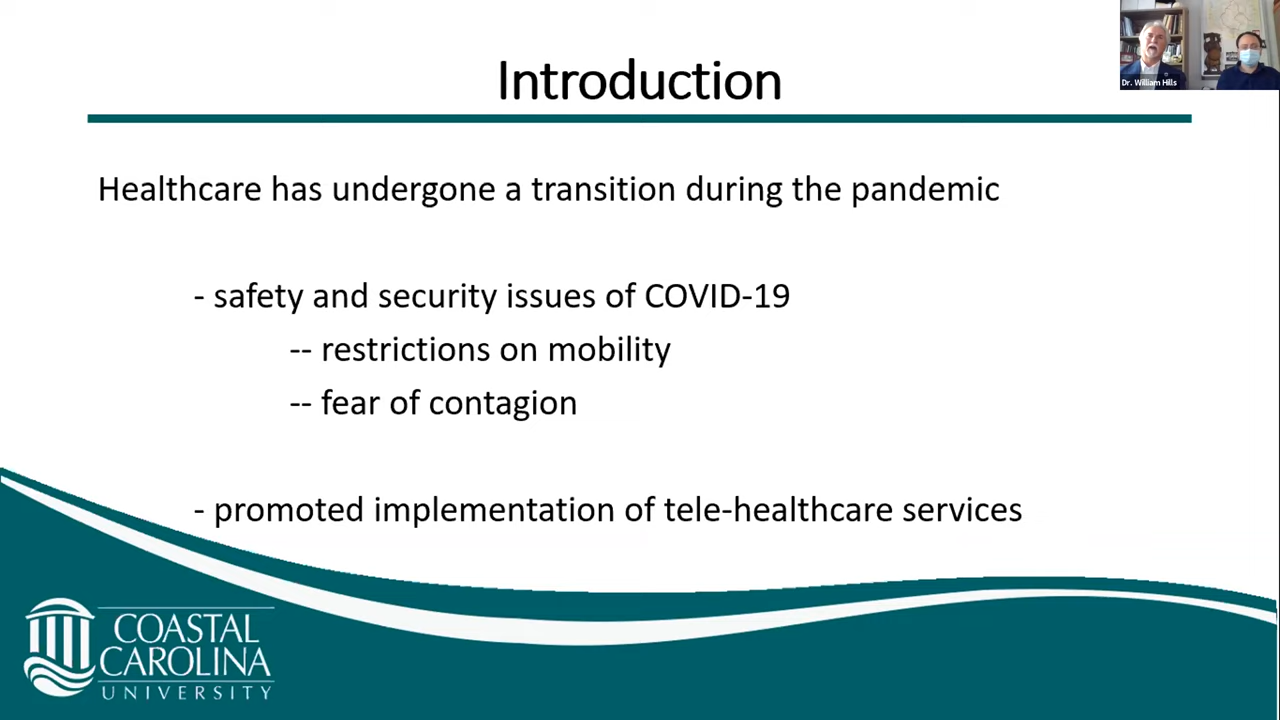 Introduction
Dr. William Hills
Healthcare has undergone a transition during the pandemic
- safety and security issues of COVID-19
-- restrictions on mobility
-- fear of contagion
- promoted implementation of tele-healthcare services
COASTAL
CAROLINA
UNIVERSITY